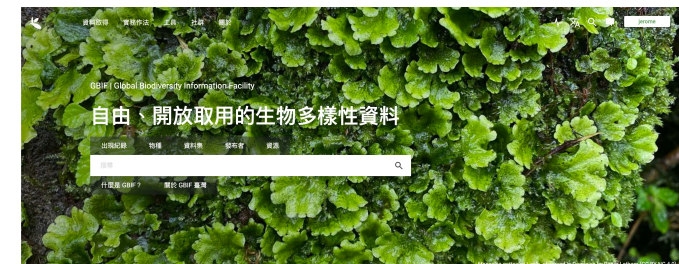 資料取得 實務作法 工具 社群 關於
jerome
GBIF | Global Biodiversity Information Facility
自由、開放取用的生物多樣性資料
出現紀錄 物種 資料集 發布者 資源
搜尋
什麼是 GBIF？ 關於 GBIF 臺灣